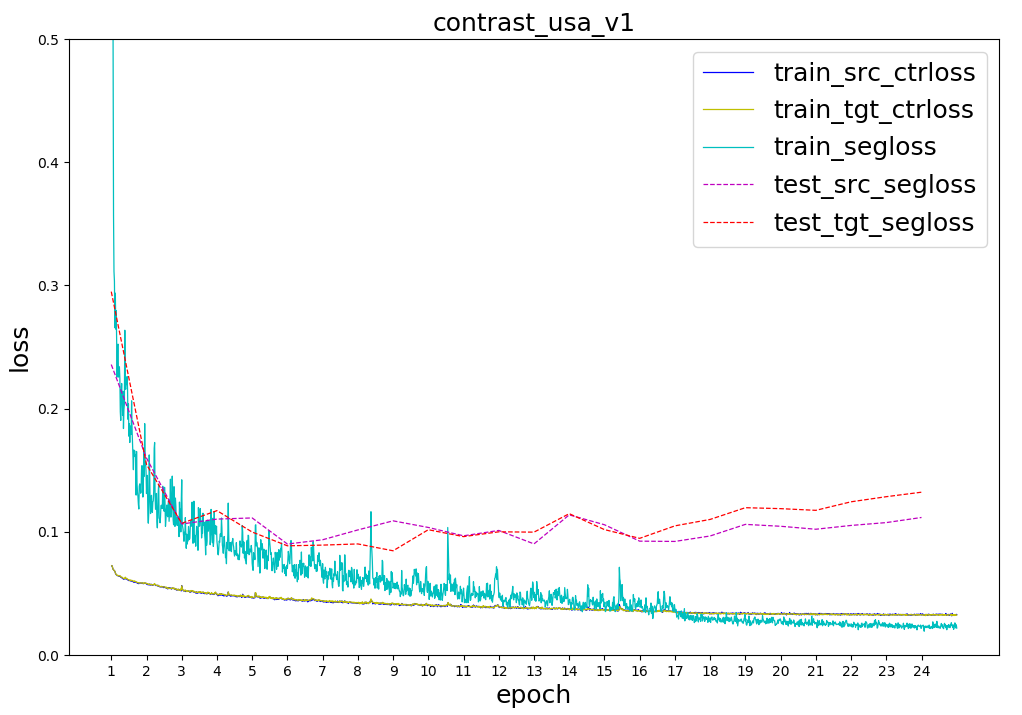 contrast_usa_v1
0.5
0.4
0.3
0.2
0.1
0.0
loss
train_src_ctrloss
train_tgt_ctrloss
train_segloss
test_src_segloss
test_tgt_segloss
1 2 3 4 5 6 7 8 9 10 11 12 13 14 15 16 17 18 19 20 21 22 23 24
epoch